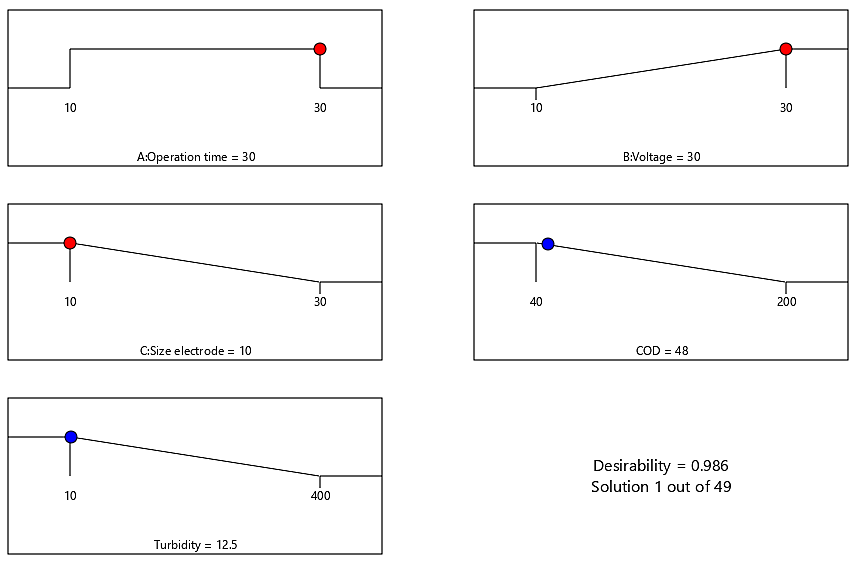 10 30
A:Operation time = 30
10 30
B:Voltage = 30
10 30
C:Size electrode = 10
40 200
COD = 48
10 400
Turbidity = 12.5
Desirability = 0.986
Solution 1 out of 49